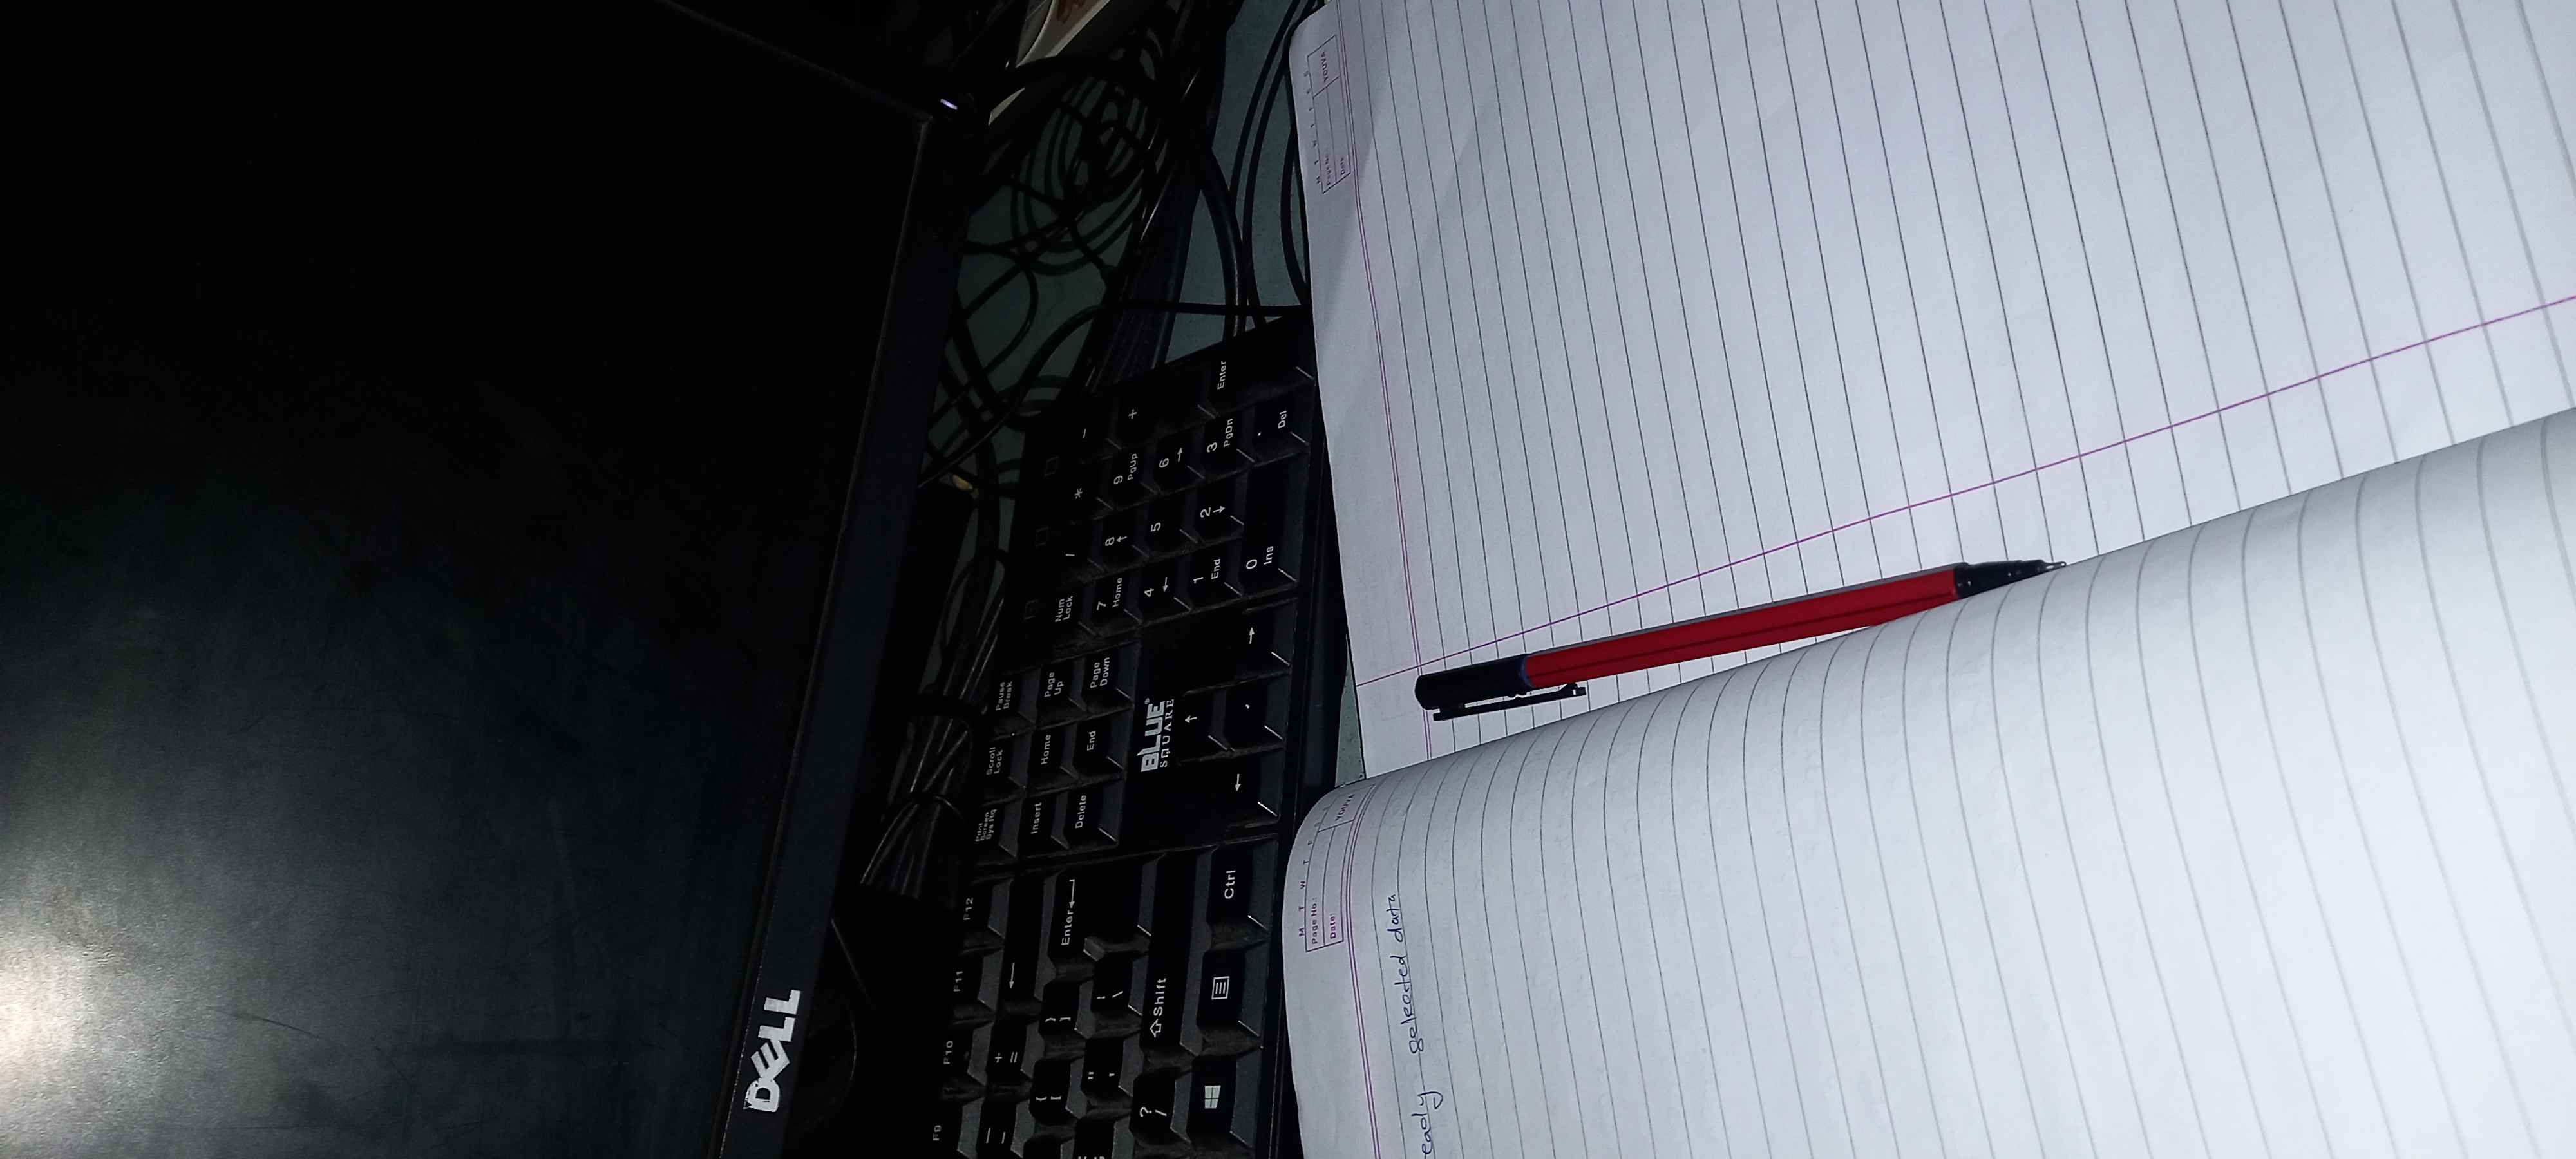 DELL
F9 F10 F11 F12 Print Screen Sys Rq Scroll Lock Pause Break
– + = ←
Insert Home Page Up Num Lock / * –
{ [ } ] Enter
Delete End Page Down 7 Home 8 ↑ 9 PgUp +
" ' \
BLUE SQUARE
4 ← 5 6 →
? / ⇧Shift
↑ 1 End 2 ↓ 3 PgDn Enter
Ctrl
← → 0 Ins . Del
M T W T F S S
Page No.:
Date: YOUVA
M T W T F S S
Page No.:
Date: YOUVA
eady selected data